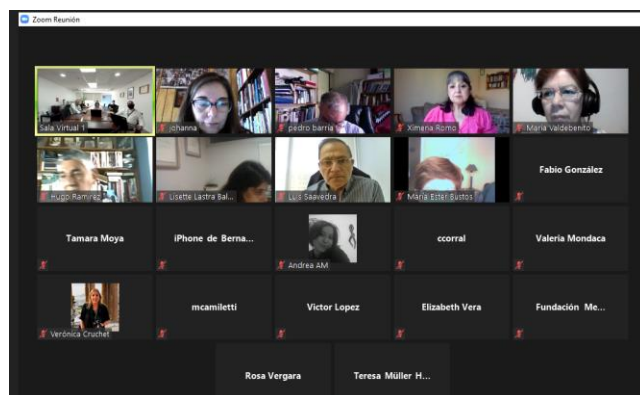 Zoom Reunión
Sala Virtual 1
johanna
pedro barría
Ximena Romo
María Valdebenito
Hugo Ramirez
Lisette Lastra Bal...
Luis Saavedra
María Ester Bustos
Fabio González
Tamara Moya
iPhone de Berna...
Andrea AM
ccorral
Valeria Mondaca
Verónica Cruchet
mcamiletti
Victor Lopez
Elizabeth Vera
Fundación Me...
Rosa Vergara
Teresa Müller H...